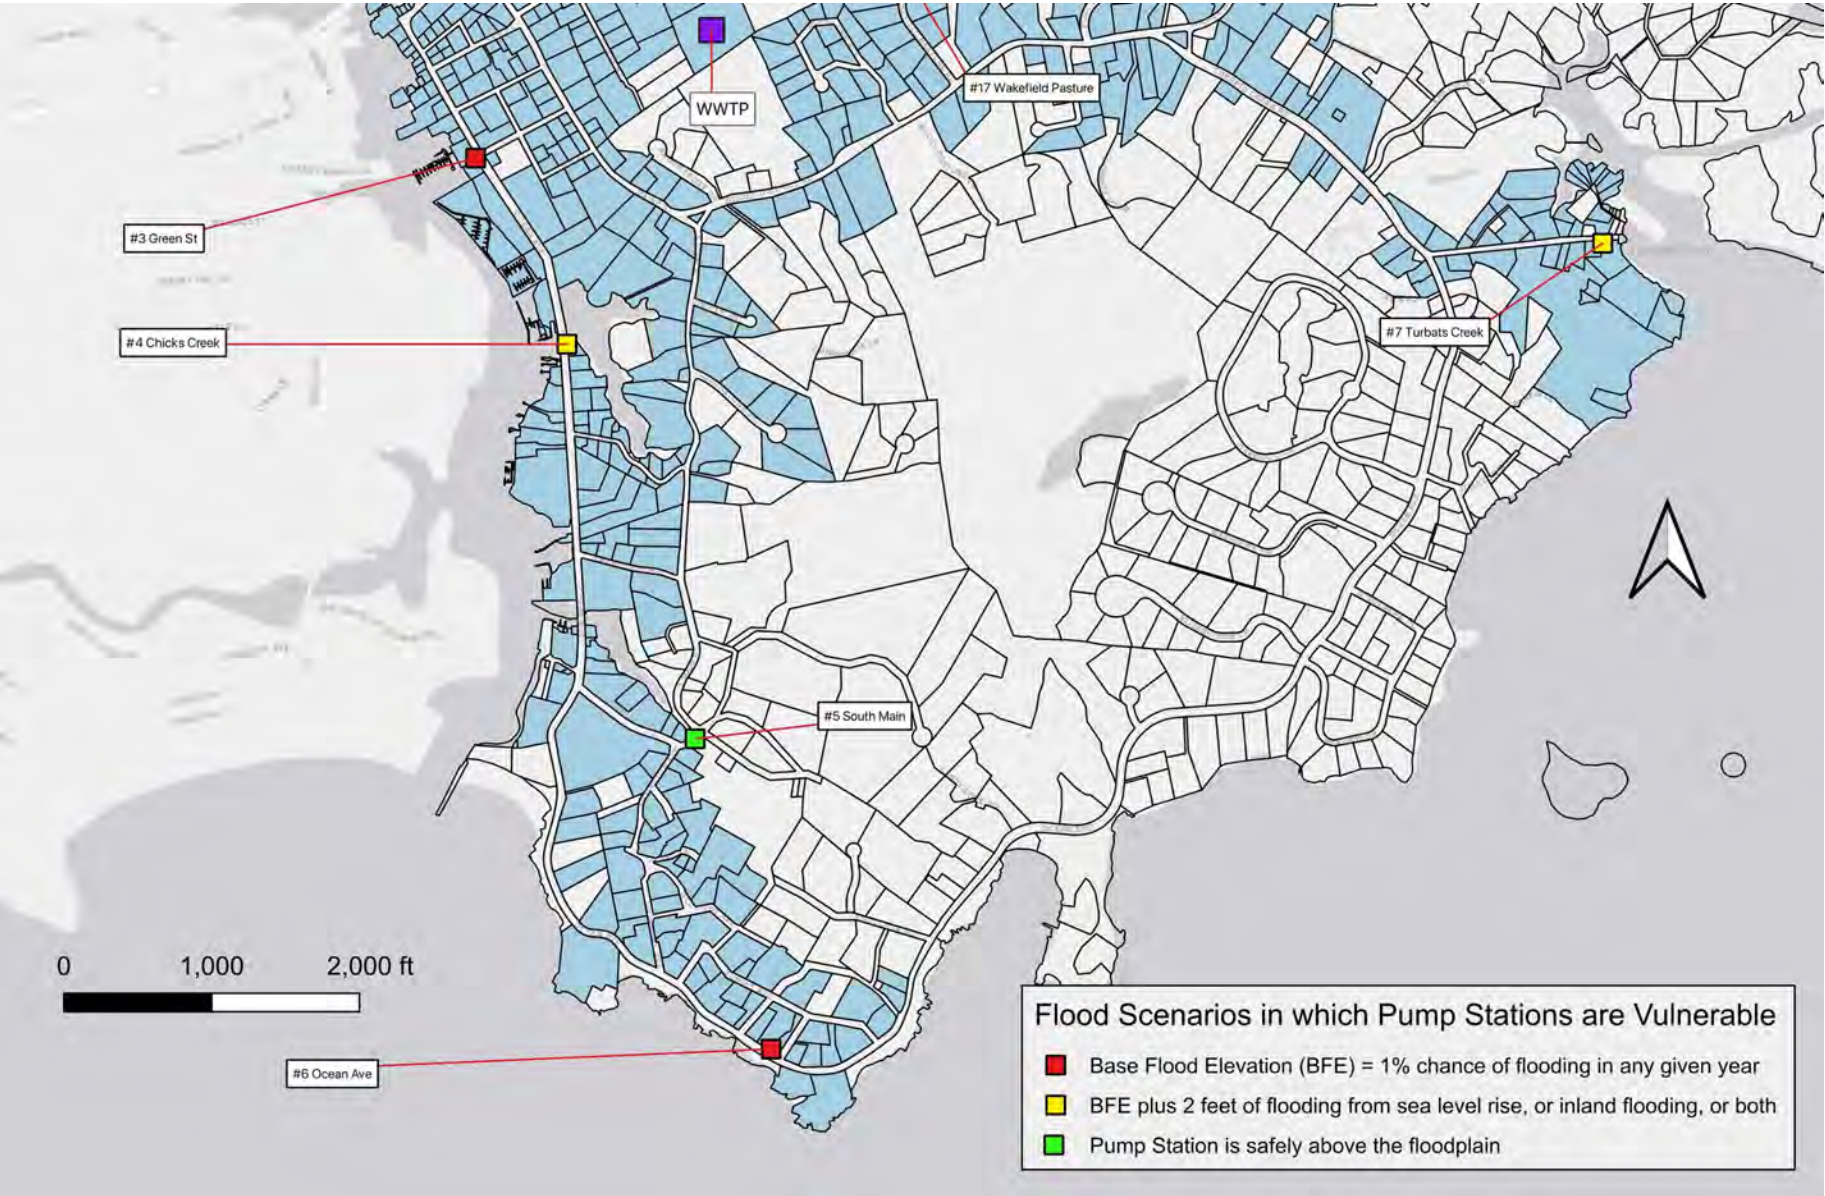 #17 Wakefield Pasture
WWTP
#3 Green St
#7 Turbats Creek
#4 Chicks Creek
#5 South Main
0 1,000 2,000 ft
#6 Ocean Ave
Flood Scenarios in which Pump Stations are Vulnerable
Base Flood Elevation (BFE) = 1% chance of flooding in any given year
BFE plus 2 feet of flooding from sea level rise, or inland flooding, or both
Pump Station is safely above the floodplain